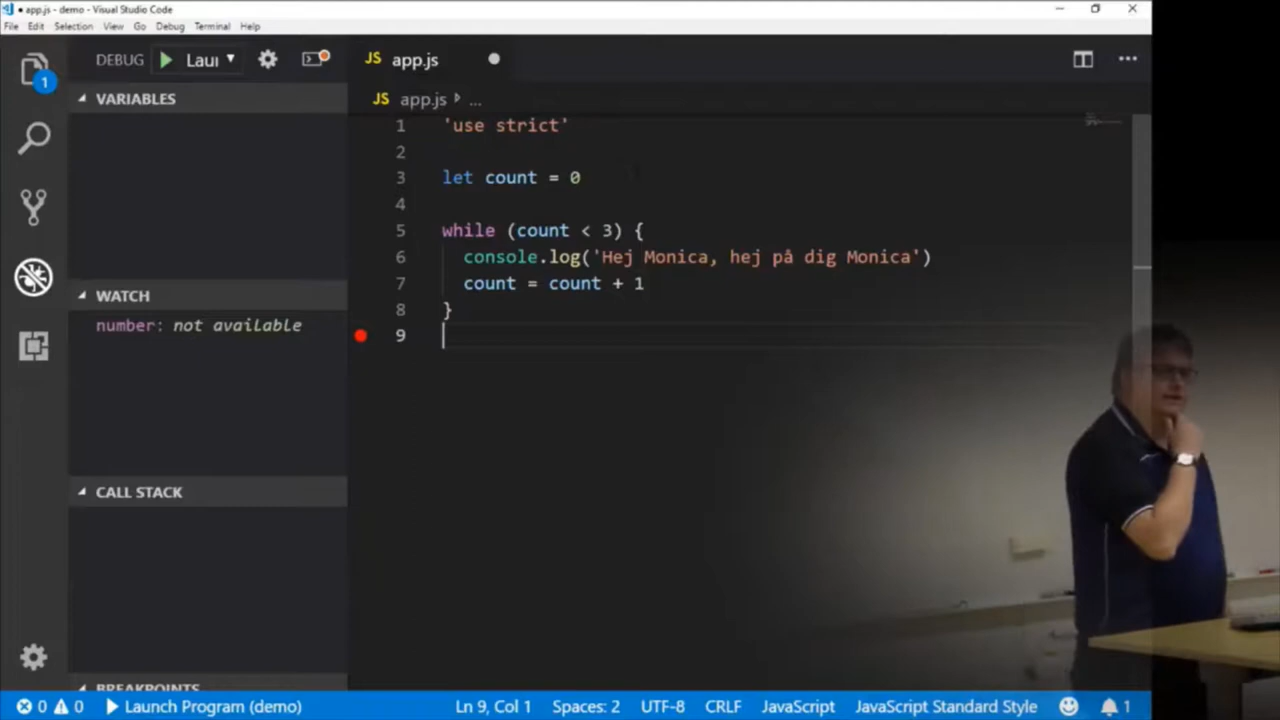 app.js - demo - Visual Studio Code
File Edit Selection View Go Debug Terminal Help
DEBUG Laui
JS app.js
1
VARIABLES
JS app.js ...
1 'use strict'
2
3 let count = 0
4
5 while (count < 3) {
6 console.log('Hej Monica, hej på dig Monica')
7 count = count + 1
8 }
9
WATCH
number: not available
CALL STACK
BREAKPOINTS
0 0 Launch Program (demo) Ln 9, Col 1 Spaces: 2 UTF-8 CRLF JavaScript JavaScript Standard Style 1